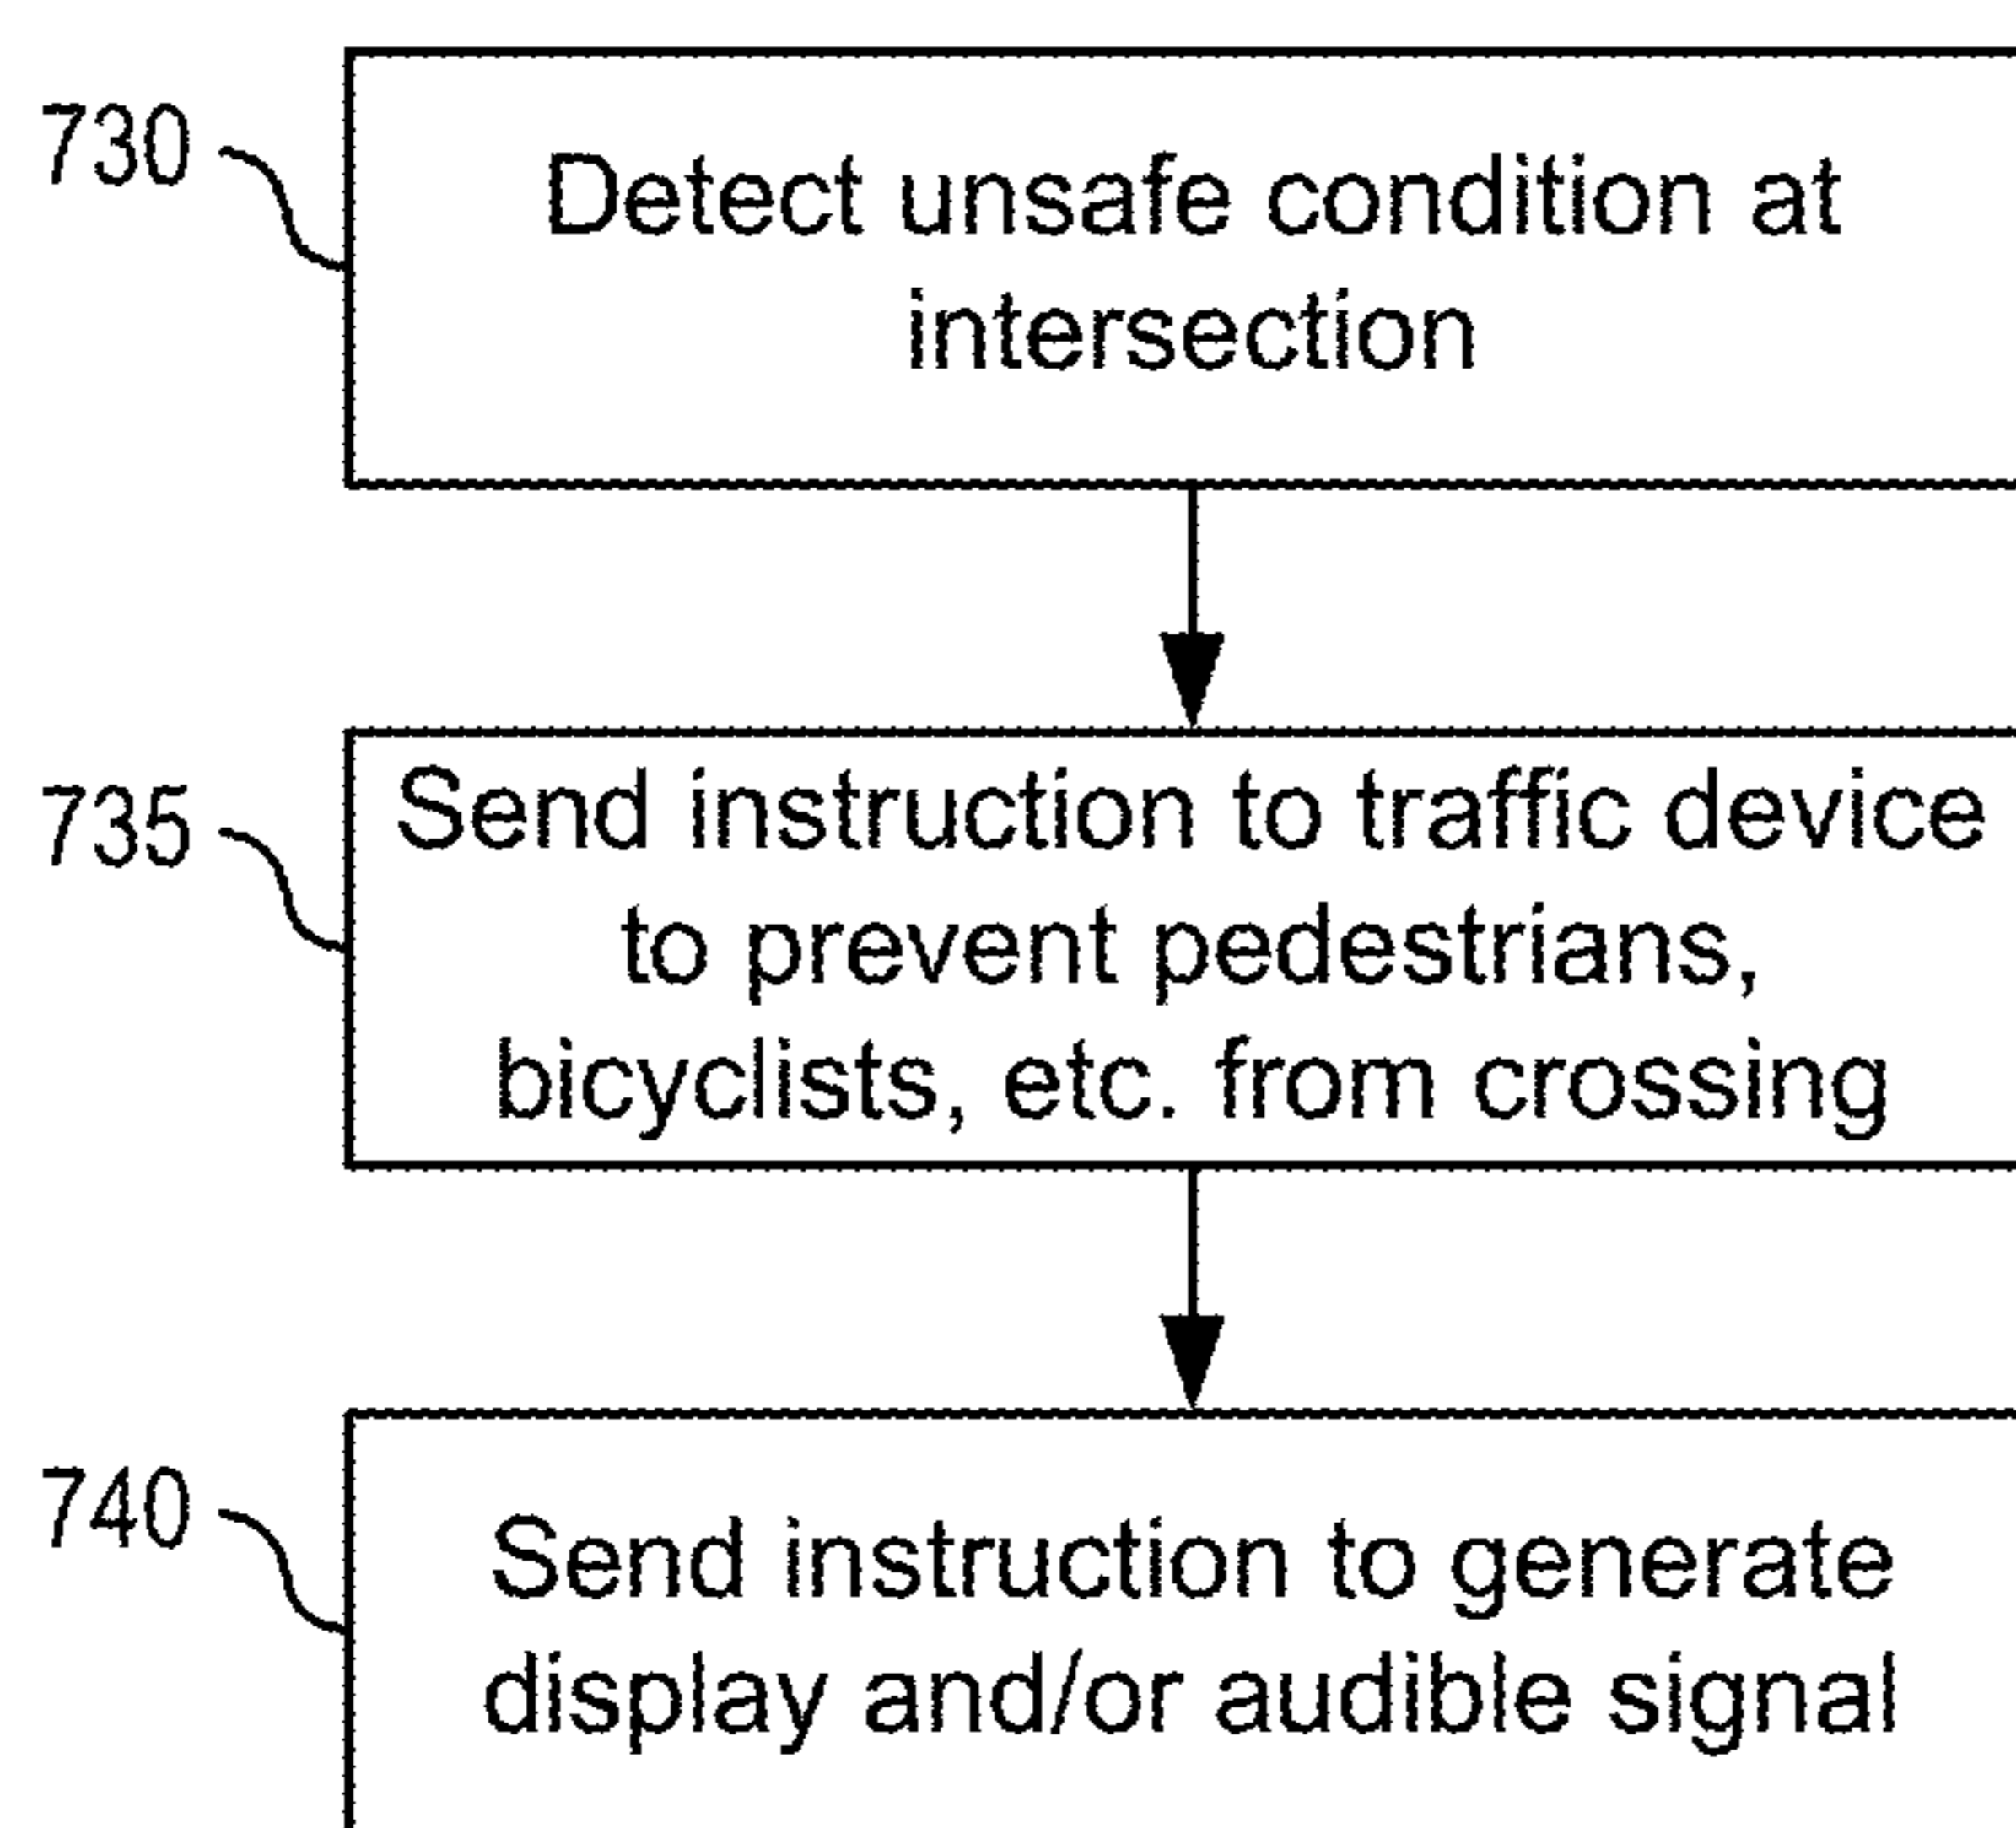 730
Detect unsafe condition at
intersection
735
Send instruction to traffic device
to prevent pedestrians,
bicyclists, etc. from crossing
740
Send instruction to generate
display and/or audible signal